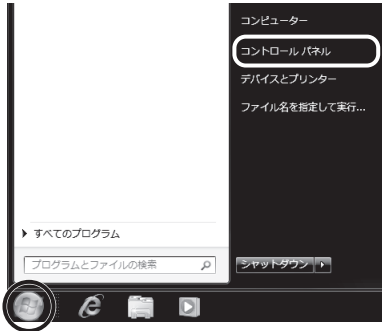 コンピューター
コントロール パネル
デバイスとプリンター
ファイル名を指定して実行...
すべてのプログラム
プログラムとファイルの検索
シャットダウン